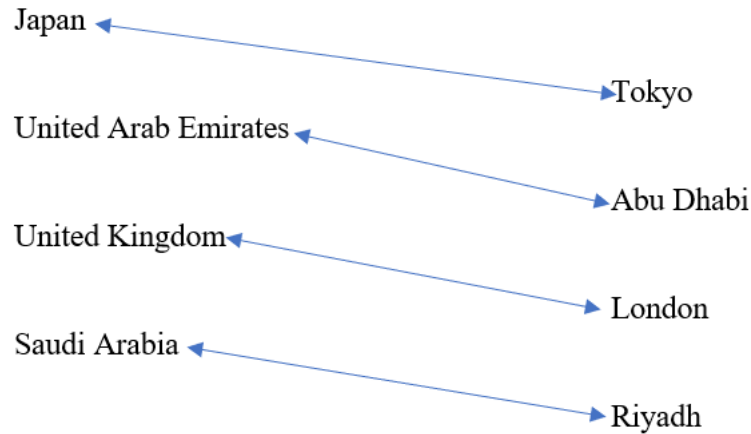 Japan
Tokyo
United Arab Emirates
Abu Dhabi
United Kingdom
London
Saudi Arabia
Riyadh